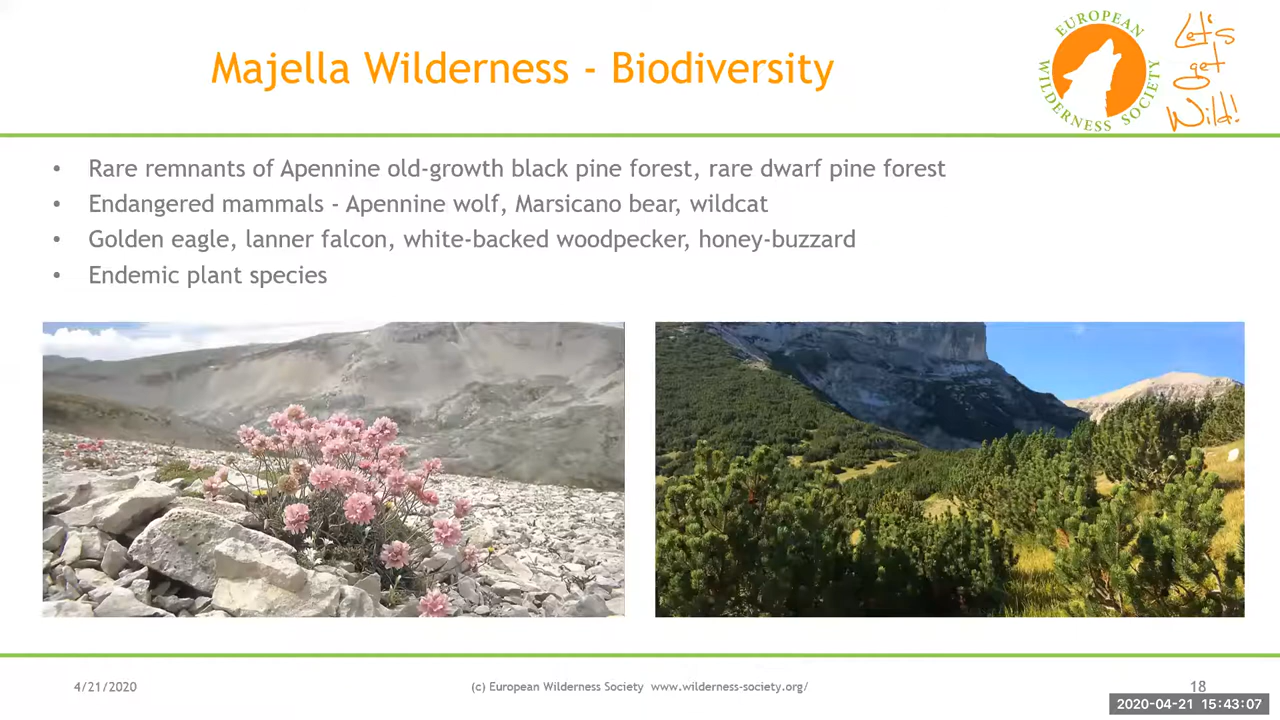 Majella Wilderness - Biodiversity
EUROPEAN
WILDERNESS SOCIETY
Let's
get
Wild!
• Rare remnants of Apennine old-growth black pine forest, rare dwarf pine forest
• Endangered mammals - Apennine wolf, Marsicano bear, wildcat
• Golden eagle, lanner falcon, white-backed woodpecker, honey-buzzard
• Endemic plant species
4/21/2020
(c) European Wilderness Society www.wilderness-society.org/
18
2020-04-21 15:43:07